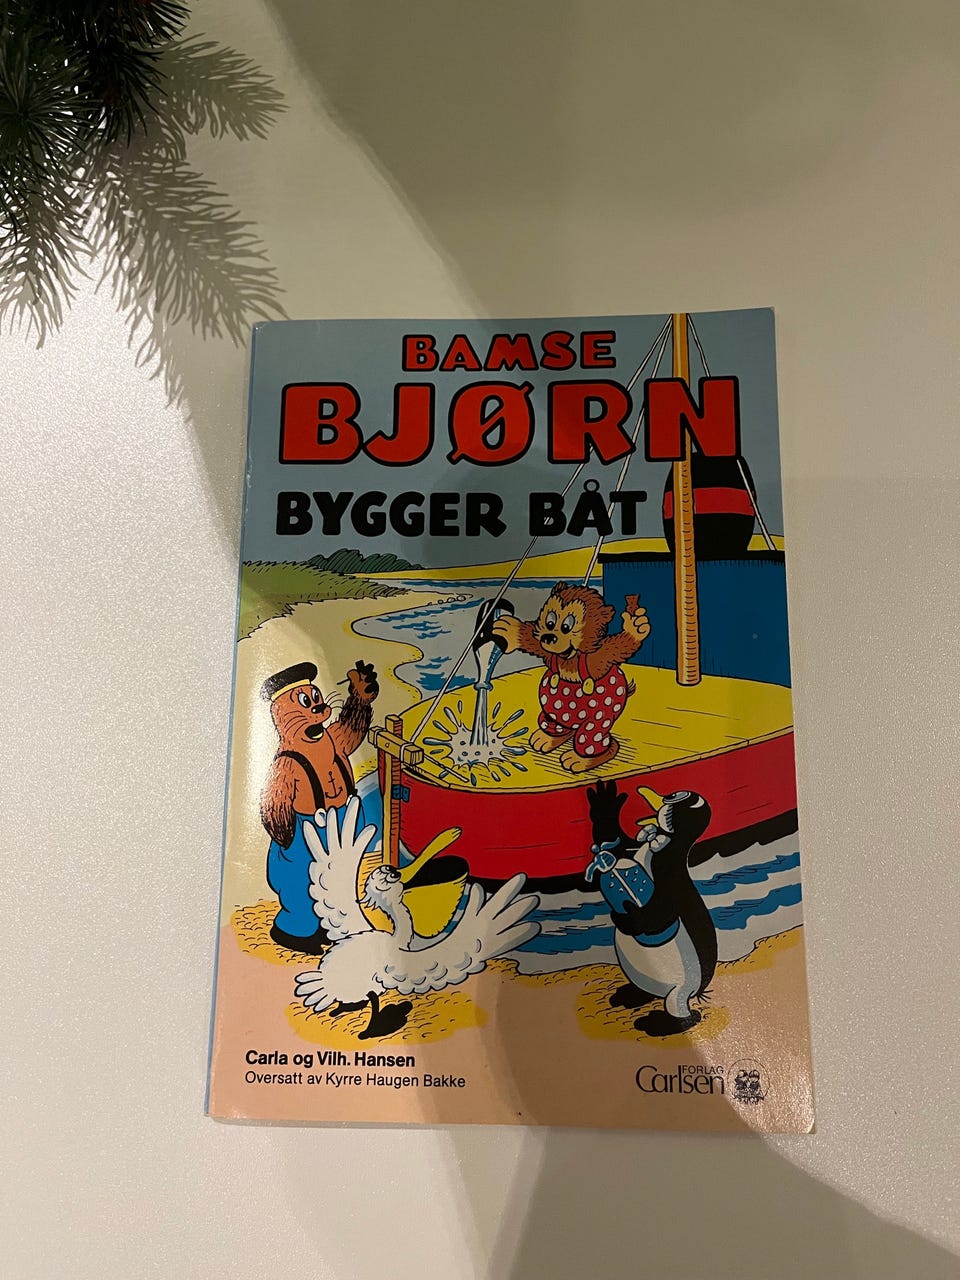 BAMSE
BJØRN
BYGGER BÅT
Carla og Vilh. Hansen
Oversatt av Kyrre Haugen Bakke
FORLAG
Carlsen